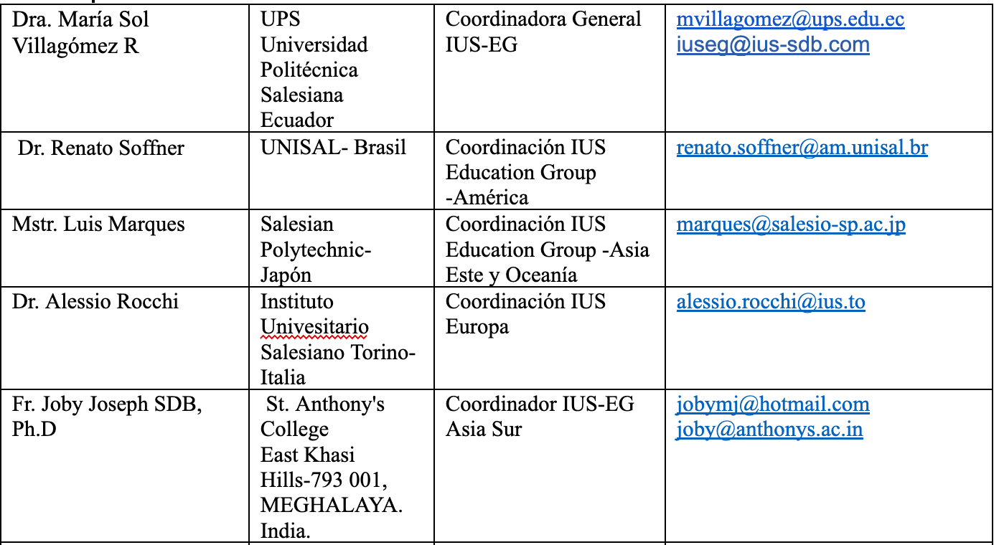 Dra. María Sol
Villagómez R
UPS
Universidad
Politécnica
Salesiana
Ecuador
Coordinadora General
IUS-EG
mvillagomez@ups.edu.ec
iuseg@ius-sdb.com
Dr. Renato Soffner
UNISAL- Brasil
Coordinación IUS
Education Group
-América
renato.soffner@am.unisal.br
Mstr. Luis Marques
Salesian
Polytechnic-
Japón
Coordinación IUS
Education Group -Asia
Este y Oceanía
marques@salesio-sp.ac.jp
Dr. Alessio Rocchi
Instituto
Univesitario
Salesiano Torino-
Italia
Coordinación IUS
Europa
alessio.rocchi@ius.to
Fr. Joby Joseph SDB,
Ph.D
St. Anthony's
College
East Khasi
Hills-793 001,
MEGHALAYA.
India.
Coordinador IUS-EG
Asia Sur
jobymj@hotmail.com
joby@anthonys.ac.in